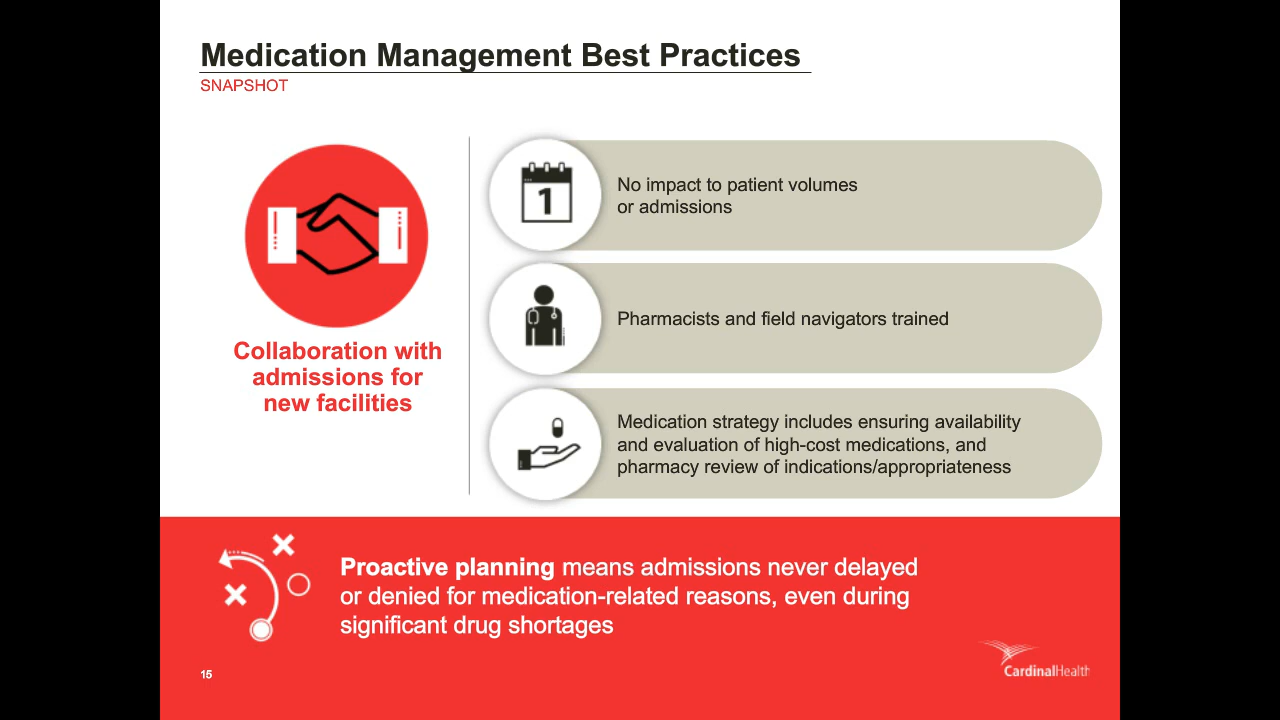 Medication Management Best Practices
SNAPSHOT
Collaboration with
admissions for
new facilities
1
No impact to patient volumes
or admissions
Pharmacists and field navigators trained
Medication strategy includes ensuring availability
and evaluation of high-cost medications, and
pharmacy review of indications/appropriateness
Proactive planning means admissions never delayed
or denied for medication-related reasons, even during
significant drug shortages
15
CardinalHealth